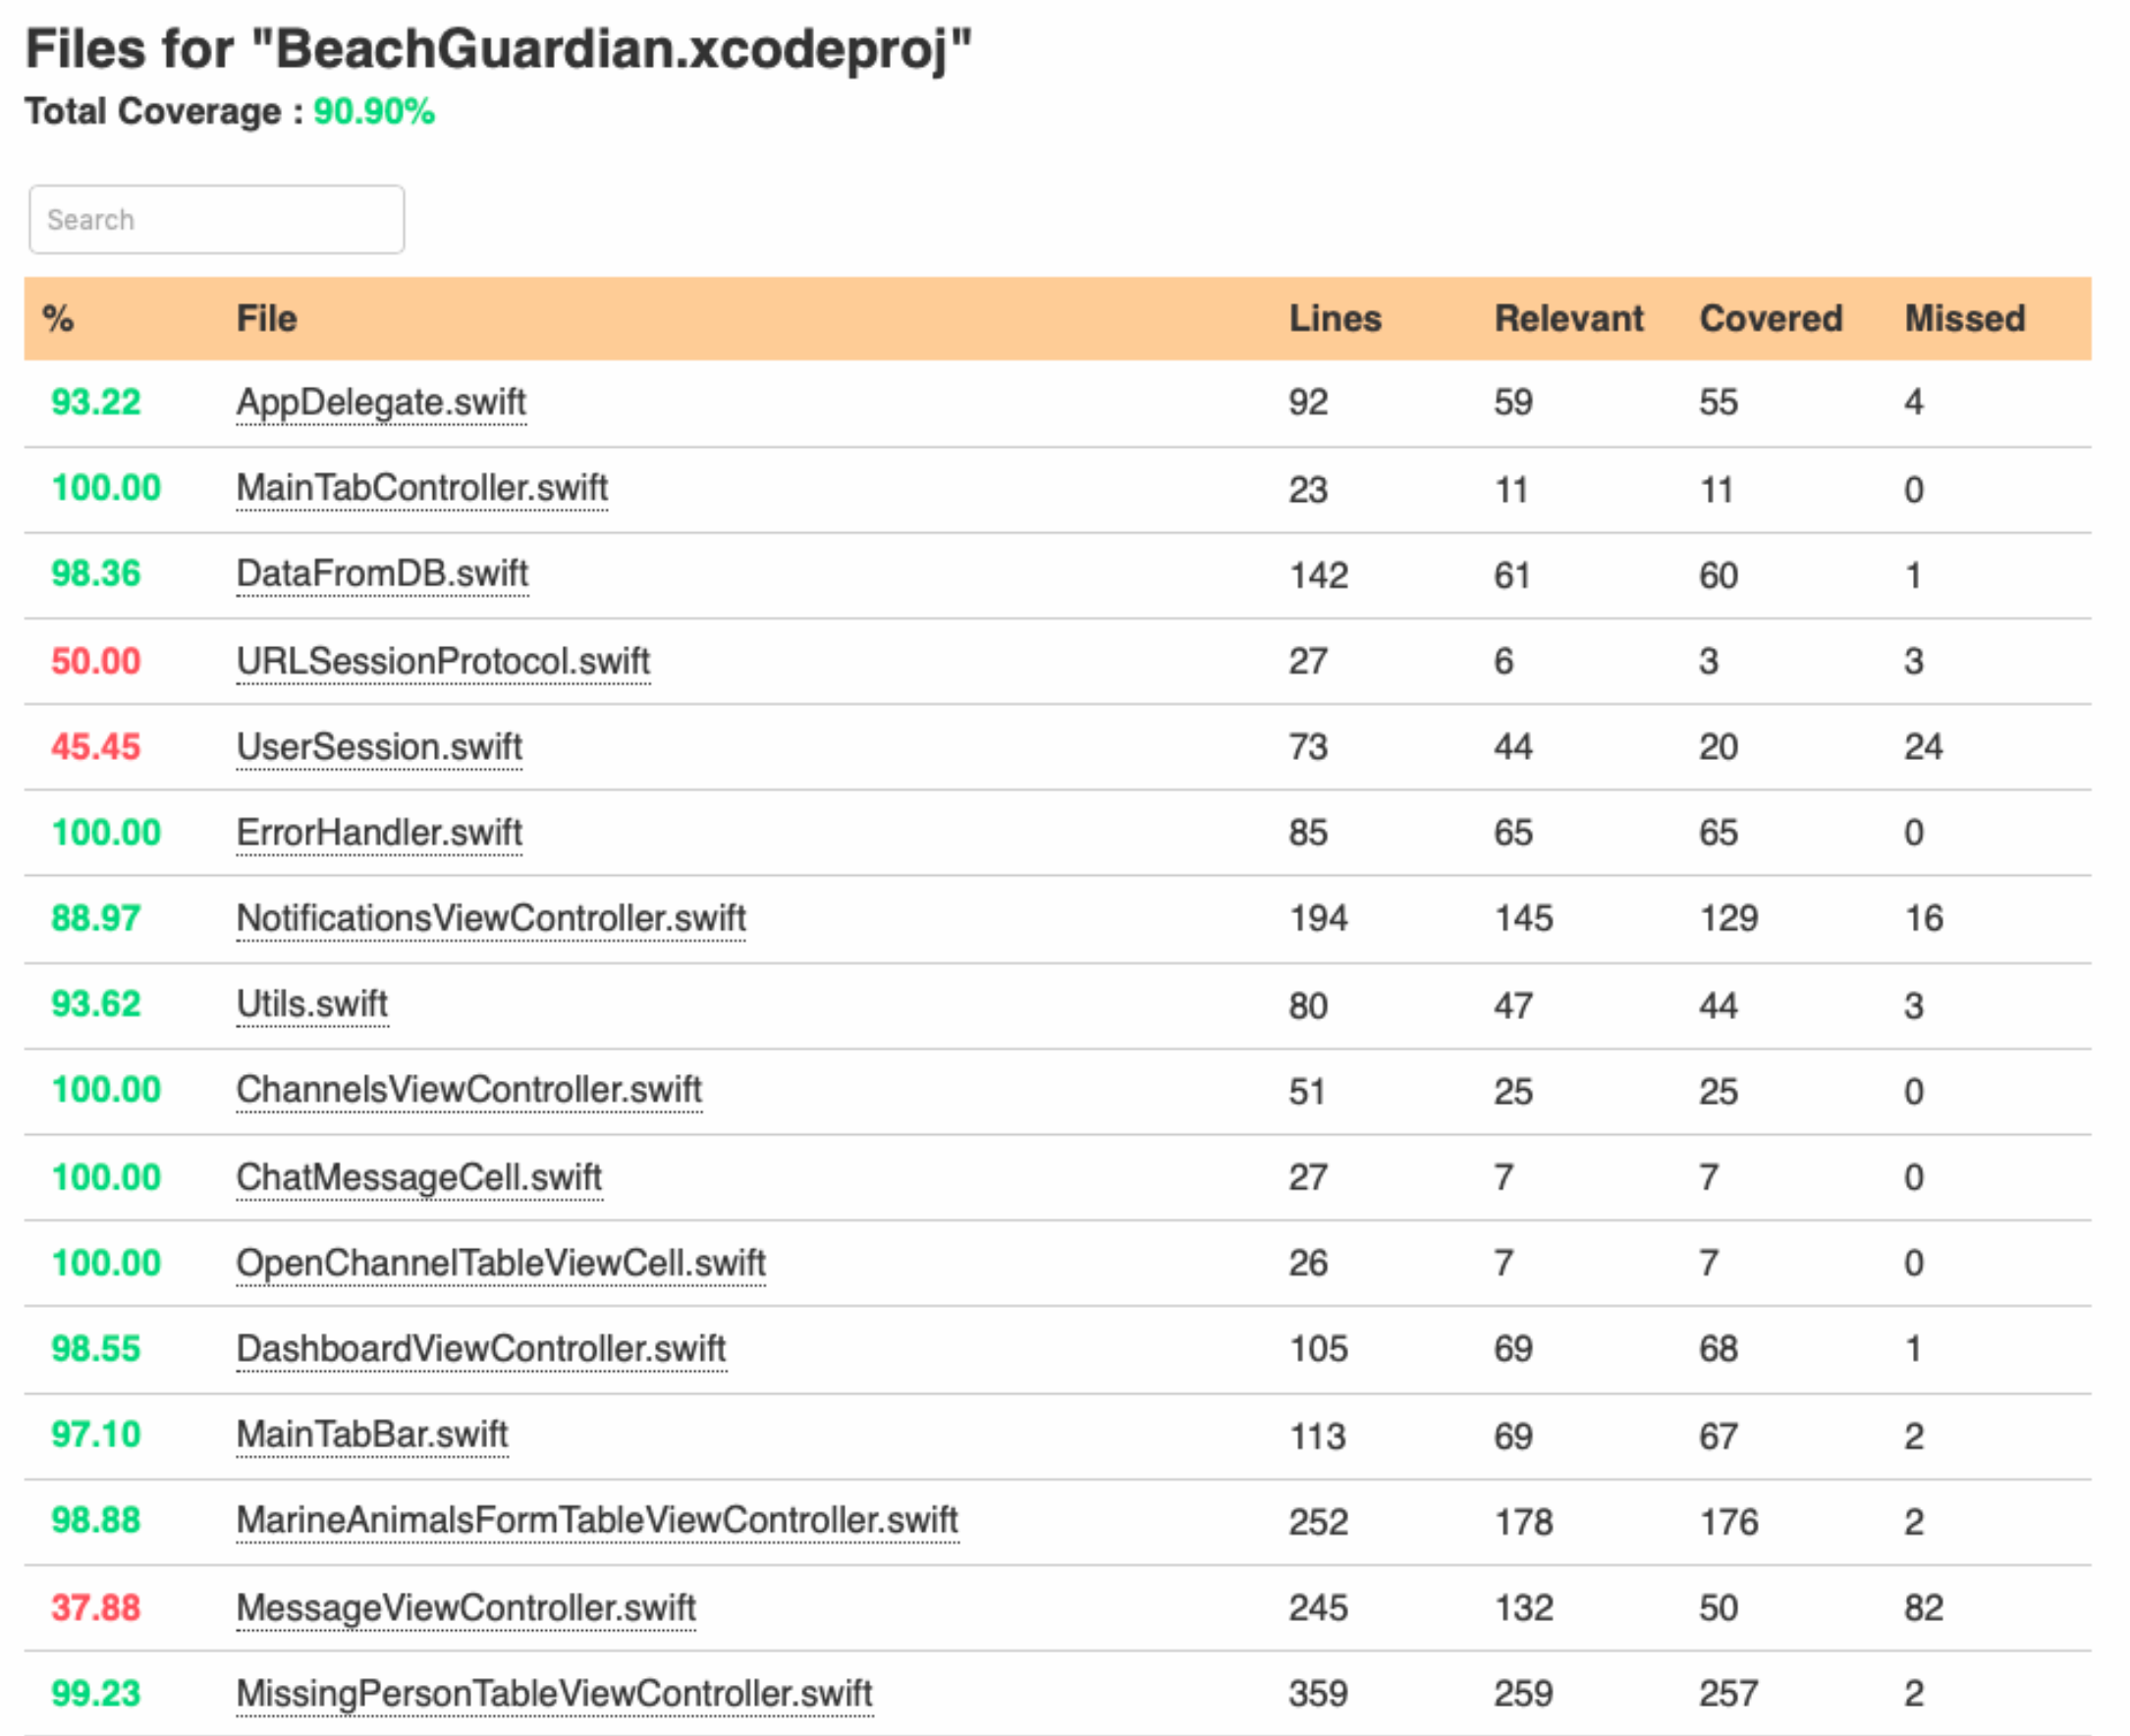 Files for "BeachGuardian.xcodeproj"
Total Coverage : 90.90%
Search
% File Lines Relevant Covered Missed
93.22 AppDelegate.swift 92 59 55 4
100.00 MainTabController.swift 23 11 11 0
98.36 DataFromDB.swift 142 61 60 1
50.00 URLSessionProtocol.swift 27 6 3 3
45.45 UserSession.swift 73 44 20 24
100.00 ErrorHandler.swift 85 65 65 0
88.97 NotificationsViewController.swift 194 145 129 16
93.62 Utils.swift 80 47 44 3
100.00 ChannelsViewController.swift 51 25 25 0
100.00 ChatMessageCell.swift 27 7 7 0
100.00 OpenChannelTableViewCell.swift 26 7 7 0
98.55 DashboardViewController.swift 105 69 68 1
97.10 MainTabBar.swift 113 69 67 2
98.88 MarineAnimalsFormTableViewController.swift 252 178 176 2
37.88 MessageViewController.swift 245 132 50 82
99.23 MissingPersonTableViewController.swift 359 259 257 2